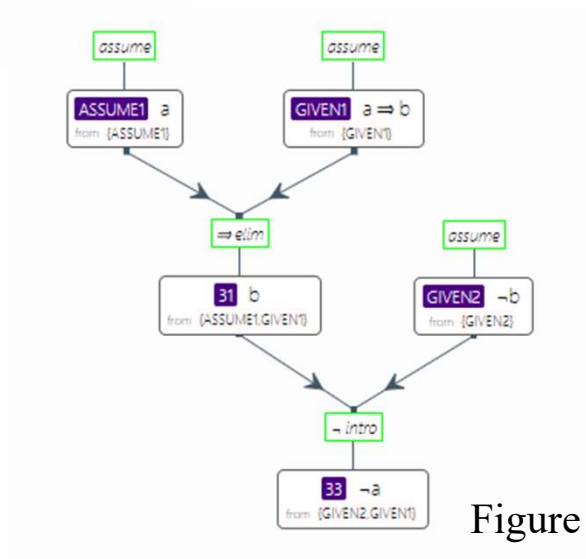 assume
assume
ASSUME1 a
from {ASSUME1}
GIVEN1 a ⇒ b
from {GIVEN1}
⇒ elim
assume
31 b
from {ASSUME1,GIVEN1}
GIVEN2 ¬b
from {GIVEN2}
¬ intro
33 ¬a
from {GIVEN2,GIVEN1}
Figure